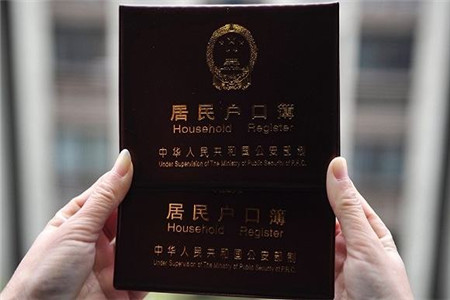 居民户口簿
Household Register
中华人民共和国公安部制
Under Supervision of The Ministry of Public Security of P.R.C.
居民户口簿
Household Register
中华人民共和国公安部制
Under Supervision of The Ministry of Public Security of P.R.C.